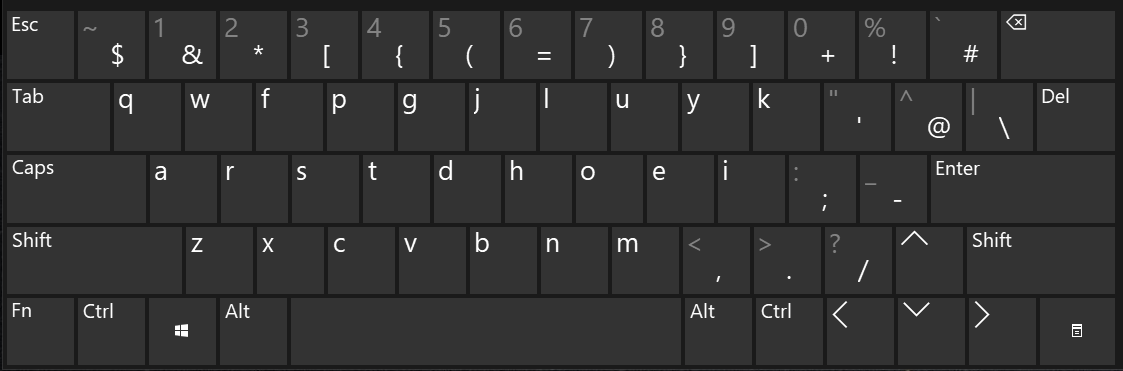 Esc ~ $ 1 & 2 * 3 [ 4 { 5 ( 6 = 7 ) 8 } 9 ] 0 + % ! ` #
Tab q w f p g j l u y k " ' ^ @ | \ Del
Caps a r s t d h o e i : ; _ - Enter
Shift z x c v b n m < , > . ? / Shift
Fn Ctrl Alt Alt Ctrl